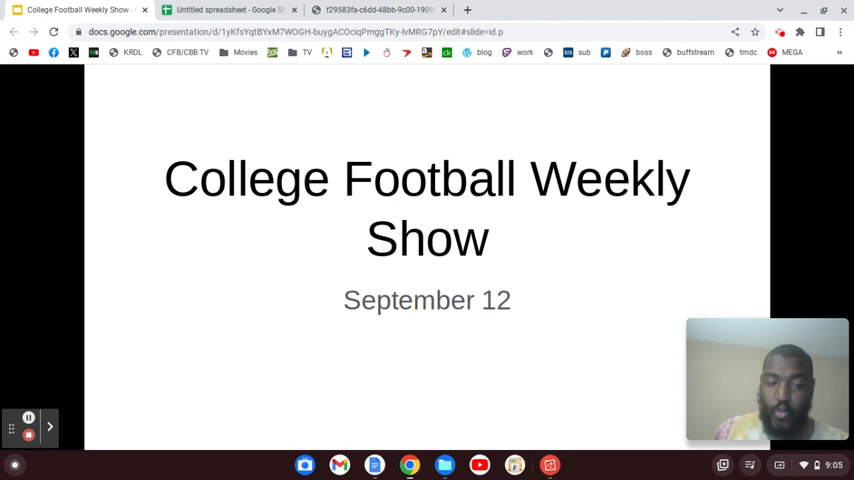 College Football Weekly Show -
Untitled spreadsheet - Google Sh
f29583fa-c6dd-48bb-9c00-1909
docs.google.com/presentation/d/1yKfsYqtBYxM7WOGH-buygACOciqPmggTKy-lvMRG7pY/edit#slide=id.p
KRDL CFB/CBB TV Movies TV blog work sub boss buffstream tmdc MEGA »
College Football Weekly
Show
September 12
9:05